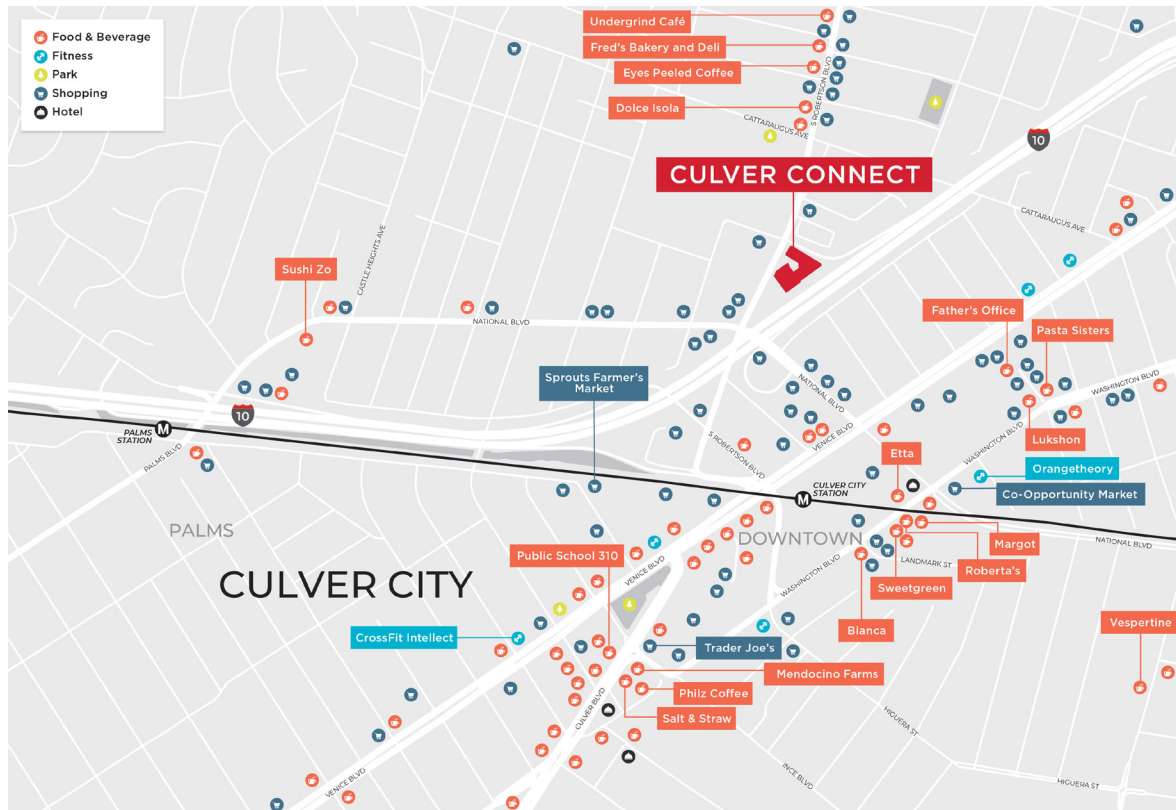 Food & Beverage
Fitness
Park
Shopping
Hotel
Undergrind Café
Fred's Bakery and Deli
Eyes Peeled Coffee
Dolce Isola
S ROBERTSON BLVD
CATTARAUGUS AVE
10
CULVER CONNECT
CATTARAUGUS AVE
CASTLE HEIGHTS AVE
Sushi Zo
NATIONAL BLVD
Father's Office
Pasta Sisters
Sprouts Farmer's
Market
NATIONAL BLVD
WASHINGTON BLVD
10
PALMS
STATION
M
PALMS BLVD
S ROBERTSON BLVD
VENICE BLVD
WASHINGTON BLVD
Lukshon
Etta
Orangetheory
Co-Opportunity Market
CULVER CITY
STATION
M
PALMS
DOWNTOWN
NATIONAL BLVD
Margot
Public School 310
VENICE BLVD
LANDMARK ST
Roberta's
CULVER CITY
WASHINGTON BLVD
Sweetgreen
Bianca
Vespertine
CrossFit Intellect
Trader Joe's
Mendocino Farms
Philz Coffee
Salt & Straw
CULVER BLVD
HIGUERA ST
VENICE BLVD
INCE BLVD
HIGUERA ST